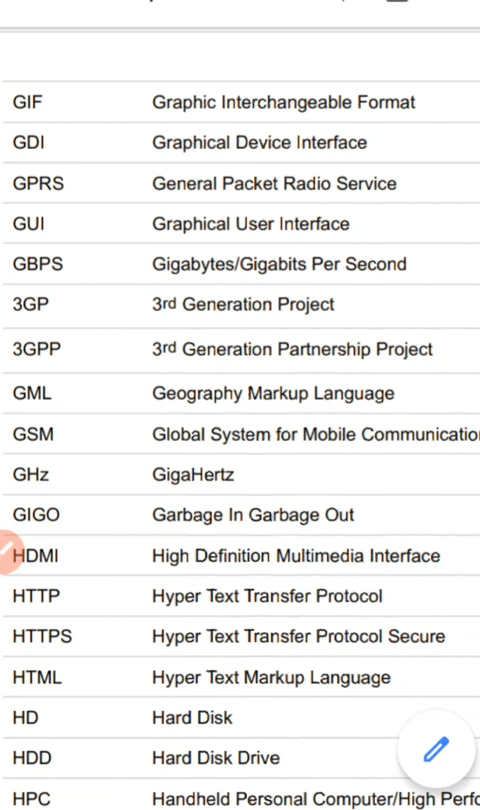 GIF Graphic Interchangeable Format
GDI Graphical Device Interface
GPRS General Packet Radio Service
GUI Graphical User Interface
GBPS Gigabytes/Gigabits Per Second
3GP 3rd Generation Project
3GPP 3rd Generation Partnership Project
GML Geography Markup Language
GSM Global System for Mobile Communicatio
GHz GigaHertz
GIGO Garbage In Garbage Out
HDMI High Definition Multimedia Interface
HTTP Hyper Text Transfer Protocol
HTTPS Hyper Text Transfer Protocol Secure
HTML Hyper Text Markup Language
HD Hard Disk
HDD Hard Disk Drive
HPC Handheld Personal Computer/High Perfo